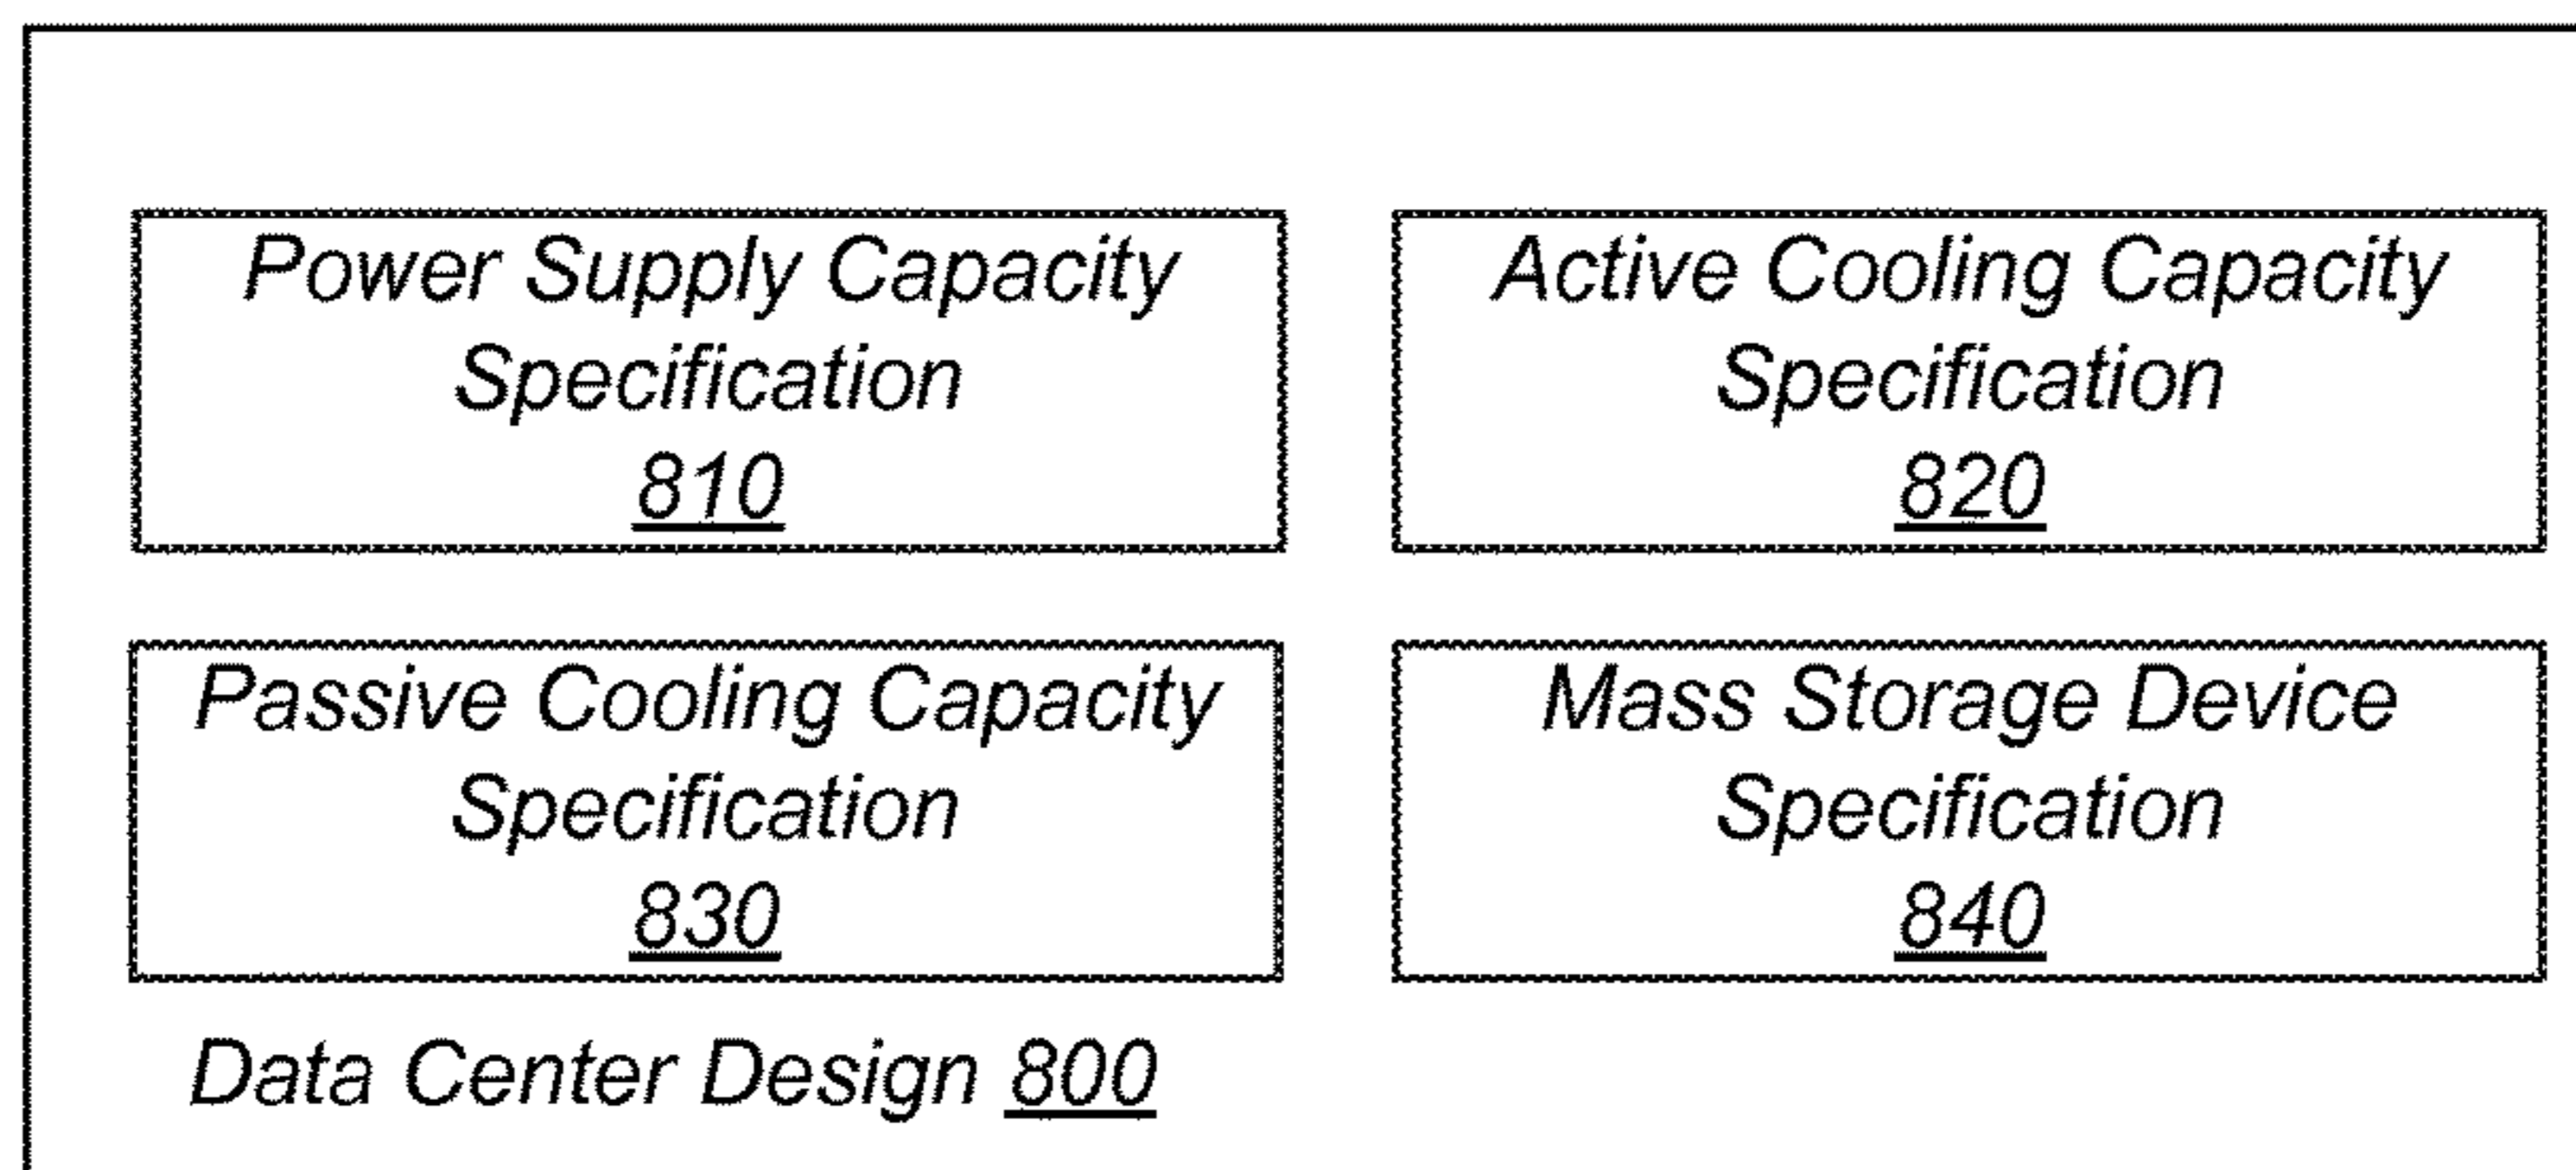 Power Supply Capacity
Specification
810
Active Cooling Capacity
Specification
820
Passive Cooling Capacity
Specification
830
Mass Storage Device
Specification
840
Data Center Design 800